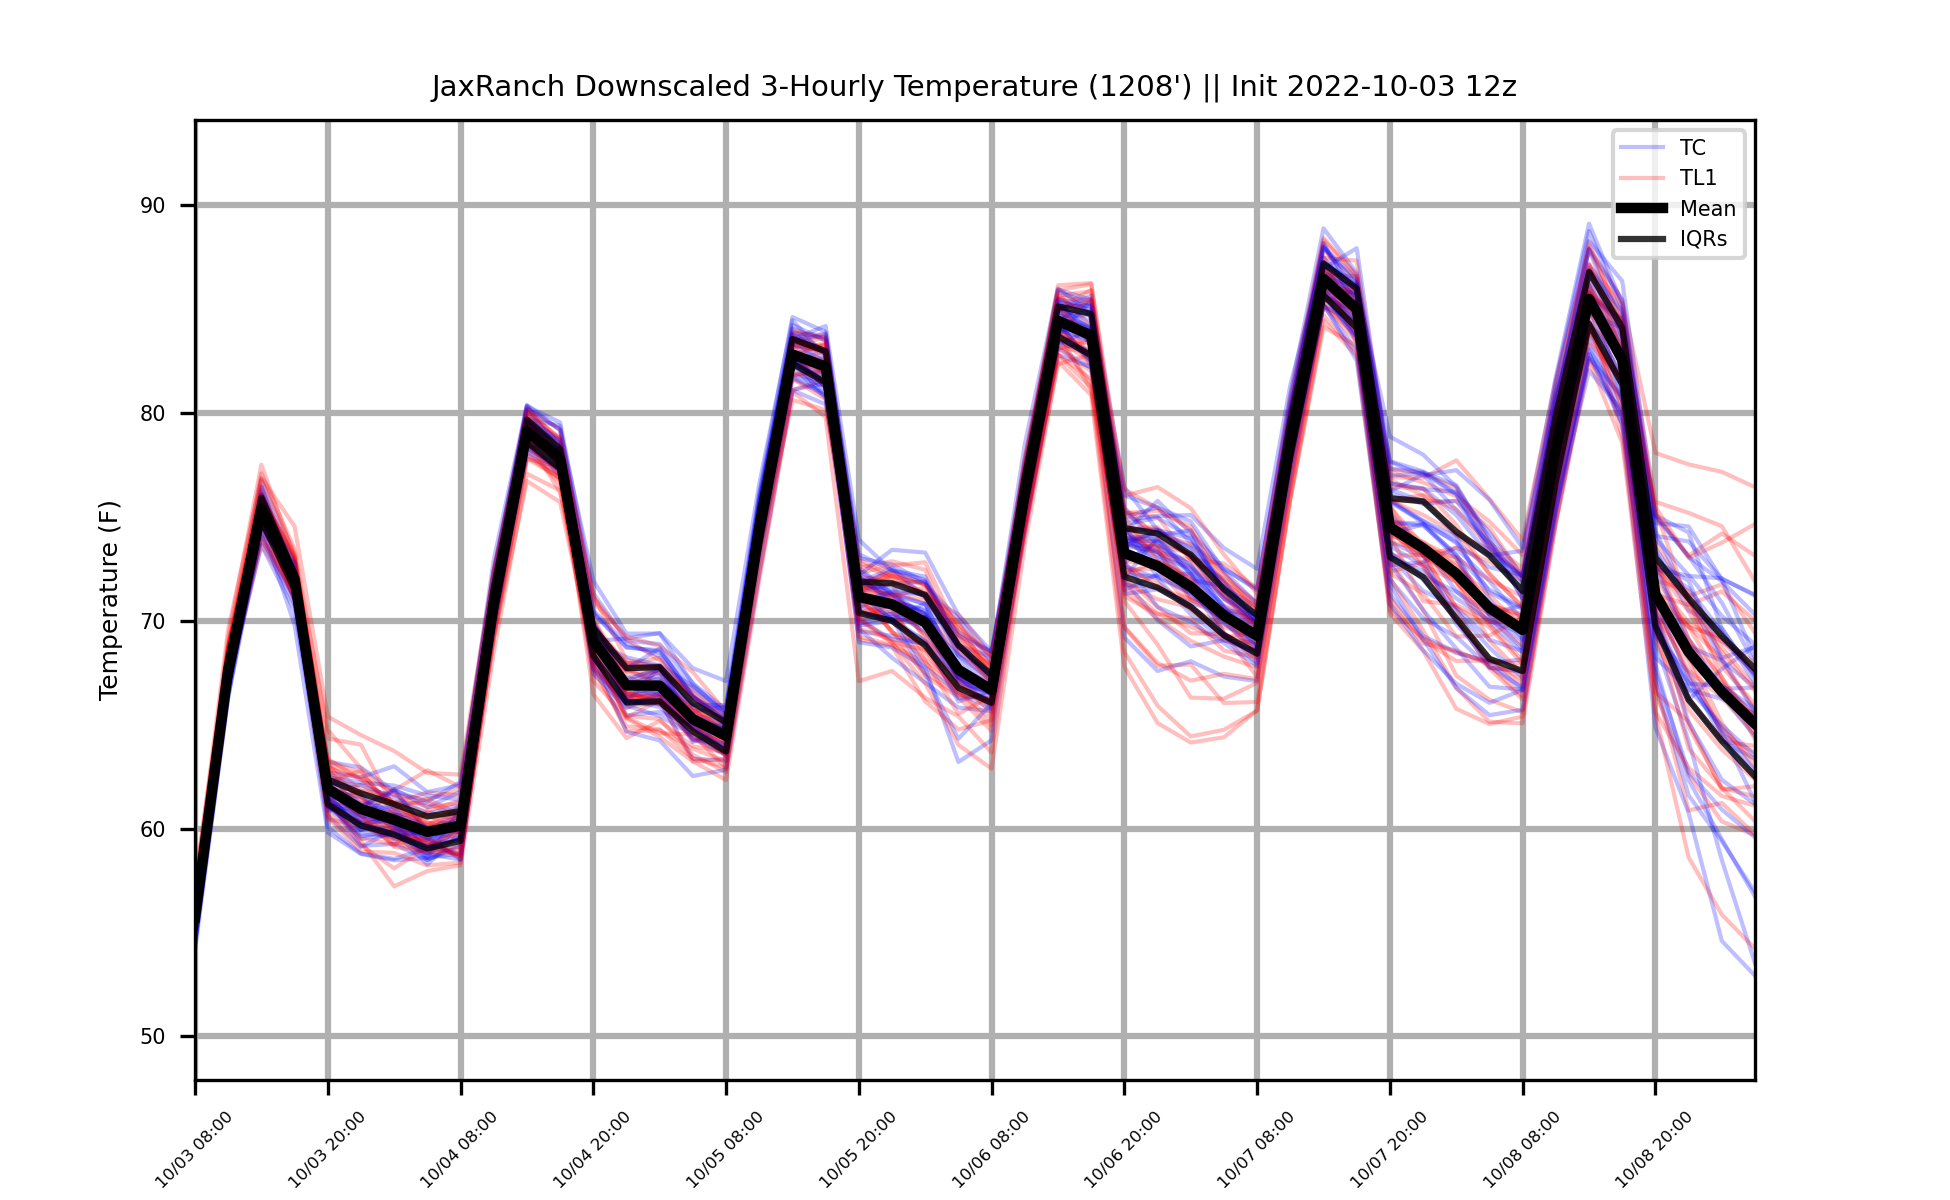 JaxRanch Downscaled 3-Hourly Temperature (1208') || Init 2022-10-03 12z
TC
TL1
Mean
IQRs
Temperature (F)
90
80
70
60
50
10/03 08:00
10/03 20:00
10/04 08:00
10/04 20:00
10/05 08:00
10/05 20:00
10/06 08:00
10/06 20:00
10/07 08:00
10/07 20:00
10/08 08:00
10/08 20:00